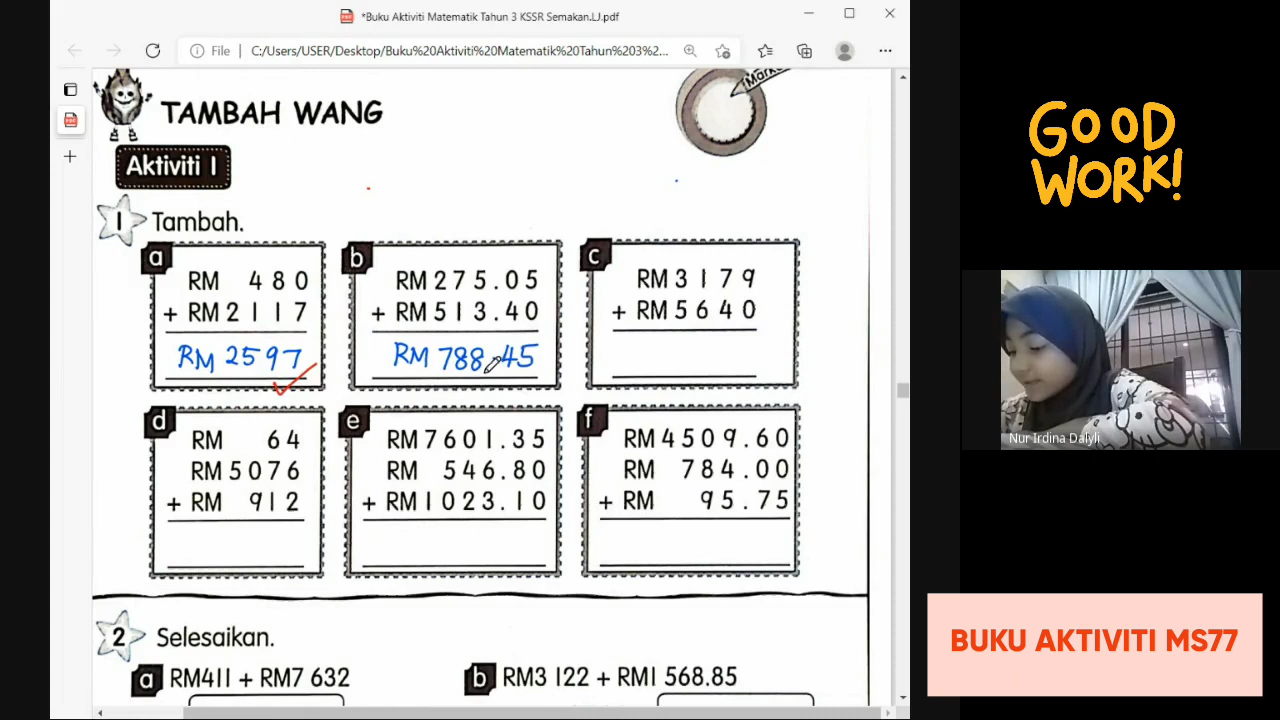 *Buku Aktiviti Matematik Tahun 3 KSSR Semakan.LJ.pdf
File C:/Users/USER/Desktop/Buku%20Aktiviti%20Matematik%20Tahun%203%2...
TAMBAH WANG
Aktiviti 1
1 Tambah.
a
RM 480
+ RM2117
RM 2597
b
RM275.05
+ RM513.40
RM 788.45
c
RM3179
+ RM5640
d
RM 64
RM5076
+ RM 912
e
RM7601.35
RM 546.80
+ RM1023.10
f
RM4509.60
RM 784.00
+ RM 95.75
2 Selesaikan.
a RM411 + RM7 632
b RM3 122 + RM1 568.85
GOOD
WORK!
Nur Irdina Dalyli
BUKU AKTIVITI MS77